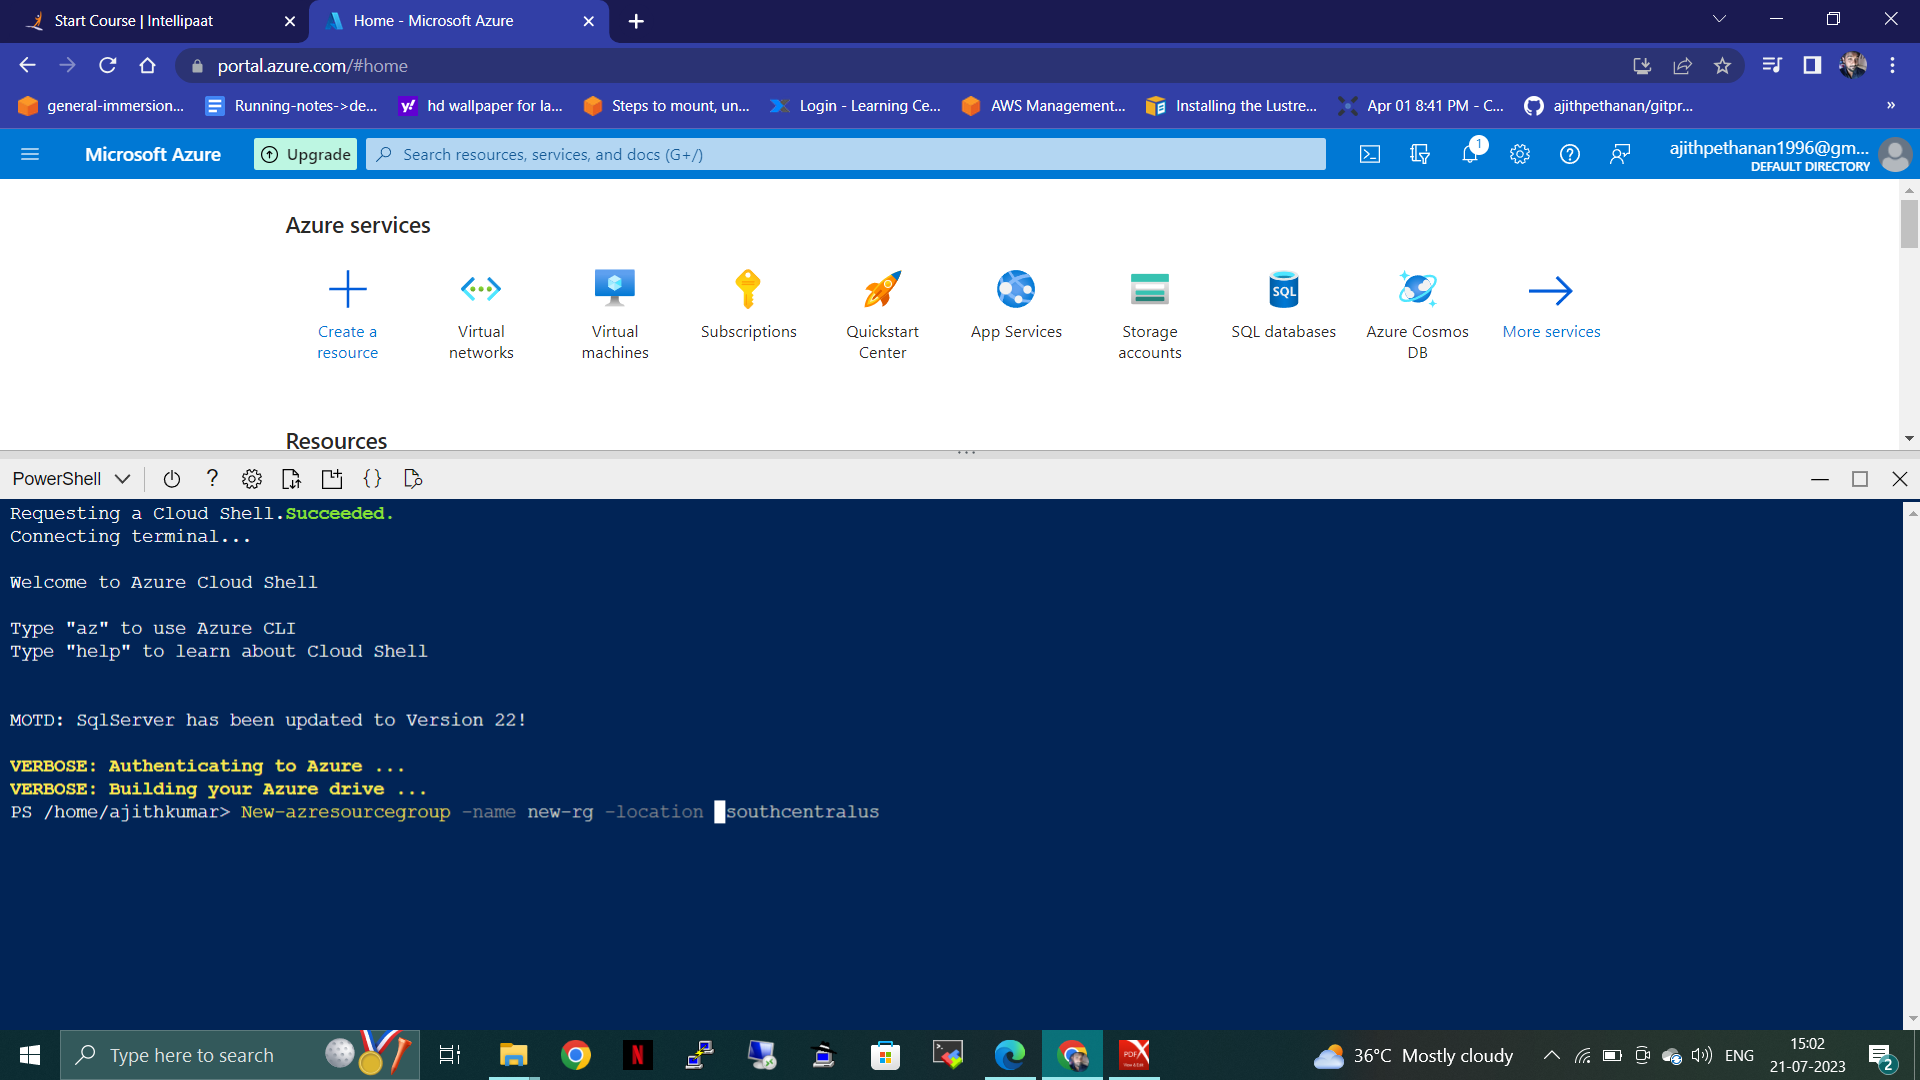 Start Course | Intellipaat
Home - Microsoft Azure
portal.azure.com/#home
general-immersion...
Running-notes->de...
hd wallpaper for la...
Steps to mount, un...
Login - Learning Ce...
AWS Management...
Installing the Lustre...
Apr 01 8:41 PM - C...
ajithpethanan/gitpr...
»
Microsoft Azure
Upgrade
Search resources, services, and docs (G+/)
1
ajithpethanan1996@gm...
DEFAULT DIRECTORY
Azure services
Create a
resource
Virtual
networks
Virtual
machines
Subscriptions
Quickstart
Center
App Services
Storage
accounts
SQL
SQL databases
Azure Cosmos
DB
More services
Resources
PowerShell
?
{}
Requesting a Cloud Shell.Succeeded.
Connecting terminal...
Welcome to Azure Cloud Shell
Type "az" to use Azure CLI
Type "help" to learn about Cloud Shell
MOTD: SqlServer has been updated to Version 22!
VERBOSE: Authenticating to Azure ...
VERBOSE: Building your Azure drive ...
PS /home/ajithkumar> New-azresourcegroup -name new-rg -location southcentralus
Type here to search
N
PDF
36°C Mostly cloudy
ENG
15:02
21-07-2023
2